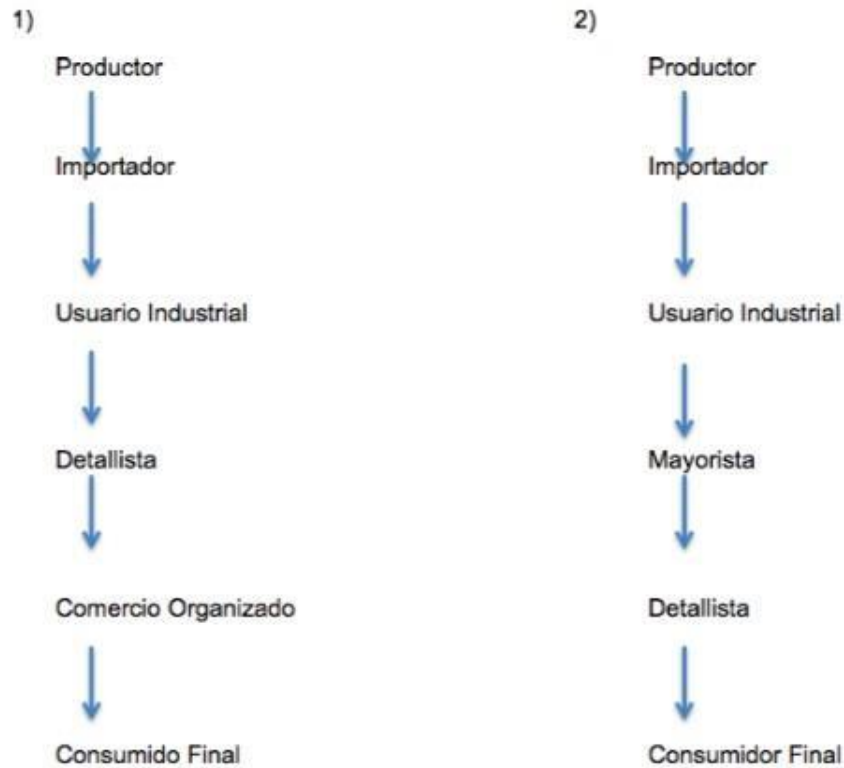 1)
Productor
Importador
Usuario Industrial
Detallista
Comercio Organizado
Consumido Final
2)
Productor
Importador
Usuario Industrial
Mayorista
Detallista
Consumidor Final